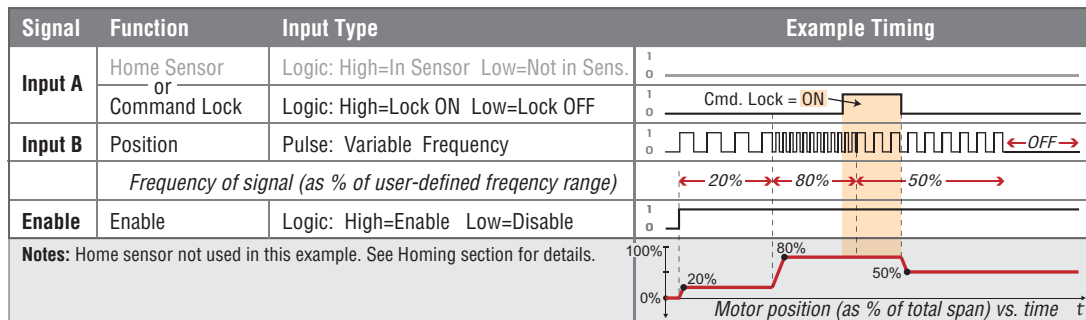 Signal Function Input Type Example Timing
Input A
Home Sensor Logic: High=In Sensor Low=Not in Sens. 1 0
or
Command Lock Logic: High=Lock ON Low=Lock OFF 1 0 Cmd. Lock = ON
Input B Position Pulse: Variable Frequency 1 0 OFF
Frequency of signal (as % of user-defined freqency range) 20% 80% 50%
Enable Enable Logic: High=Enable Low=Disable 1 0
Notes: Home sensor not used in this example. See Homing section for details.
100% 80%
20% 50%
0%
Motor position (as % of total span) vs. time t